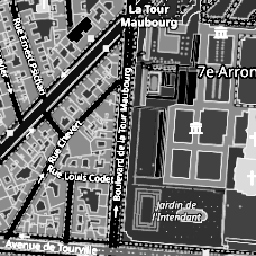 La Tour
Maubourg
7e Arron
Rue Ernest Psichari
Boulevard de la Tour Maubourg
Rue Chevert
Rue Louis Codet
Jardin de
l'Intendant
Avenue de Tourville